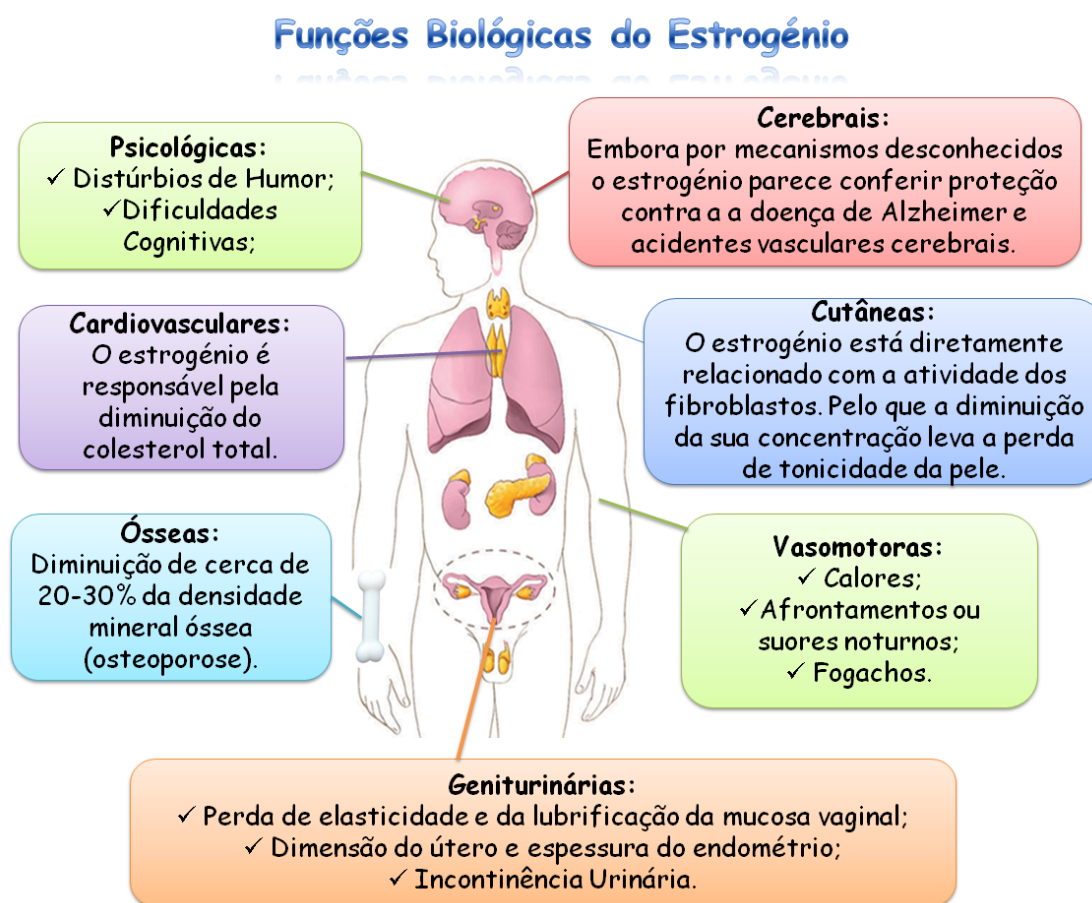 Funções Biológicas do Estrogénio
Psicológicas:
✓ Distúrbios de Humor;
✓Dificuldades
Cognitivas;
Cerebrais:
Embora por mecanismos desconhecidos
o estrogénio parece conferir proteção
contra a a doença de Alzheimer e
acidentes vasculares cerebrais.
Cardiovasculares:
O estrogénio é
responsável pela
diminuição do
colesterol total.
Cutâneas:
O estrogénio está diretamente
relacionado com a atividade dos
fibroblastos. Pelo que a diminuição
da sua concentração leva a perda
de tonicidade da pele.
Ósseas:
Diminuição de cerca de
20-30% da densidade
mineral óssea
(osteoporose).
Vasomotoras:
✓ Calores;
✓Afrontamentos ou
suores noturnos;
✓ Fogachos.
Geniturinárias:
✓ Perda de elasticidade e da lubrificação da mucosa vaginal;
✓ Dimensão do útero e espessura do endométrio;
✓ Incontinência Urinária.